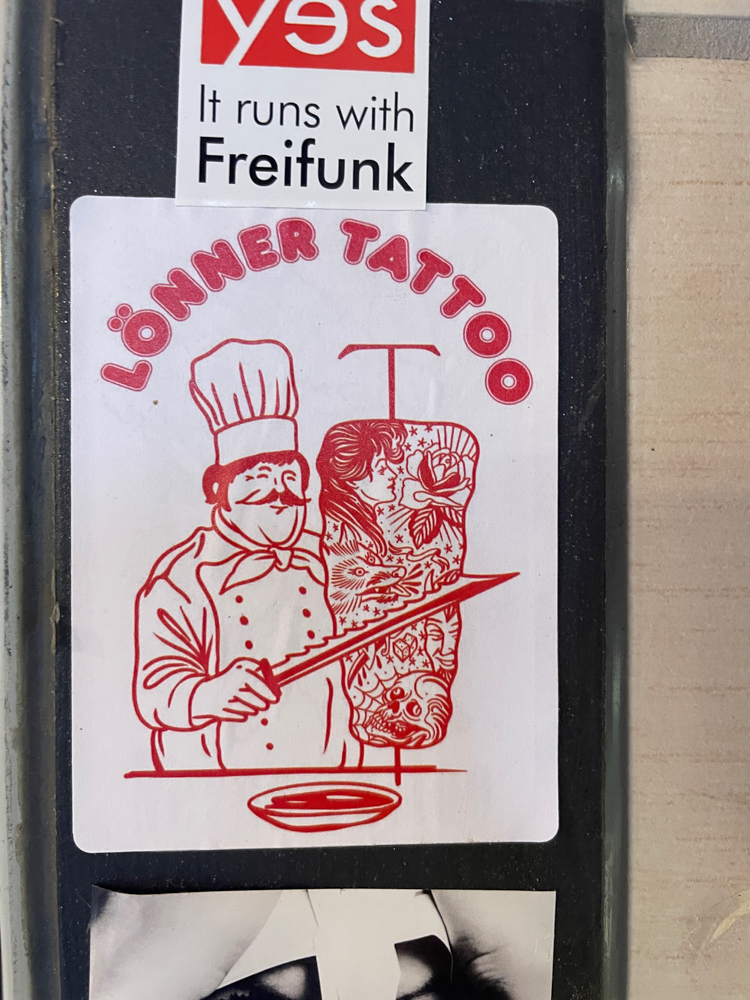 yes
It runs with
Freifunk
LÖNNER TATTOO